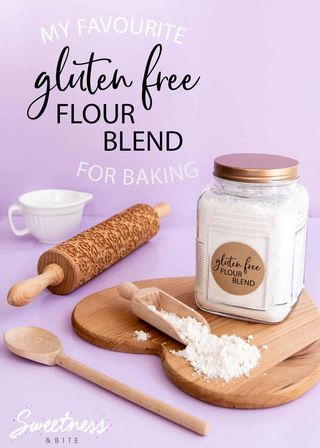 MY FAVOURITE
gluten free
FLOUR
BLEND
FOR BAKING
gluten free
FLOUR
BLEND
Sweetness
& BITE